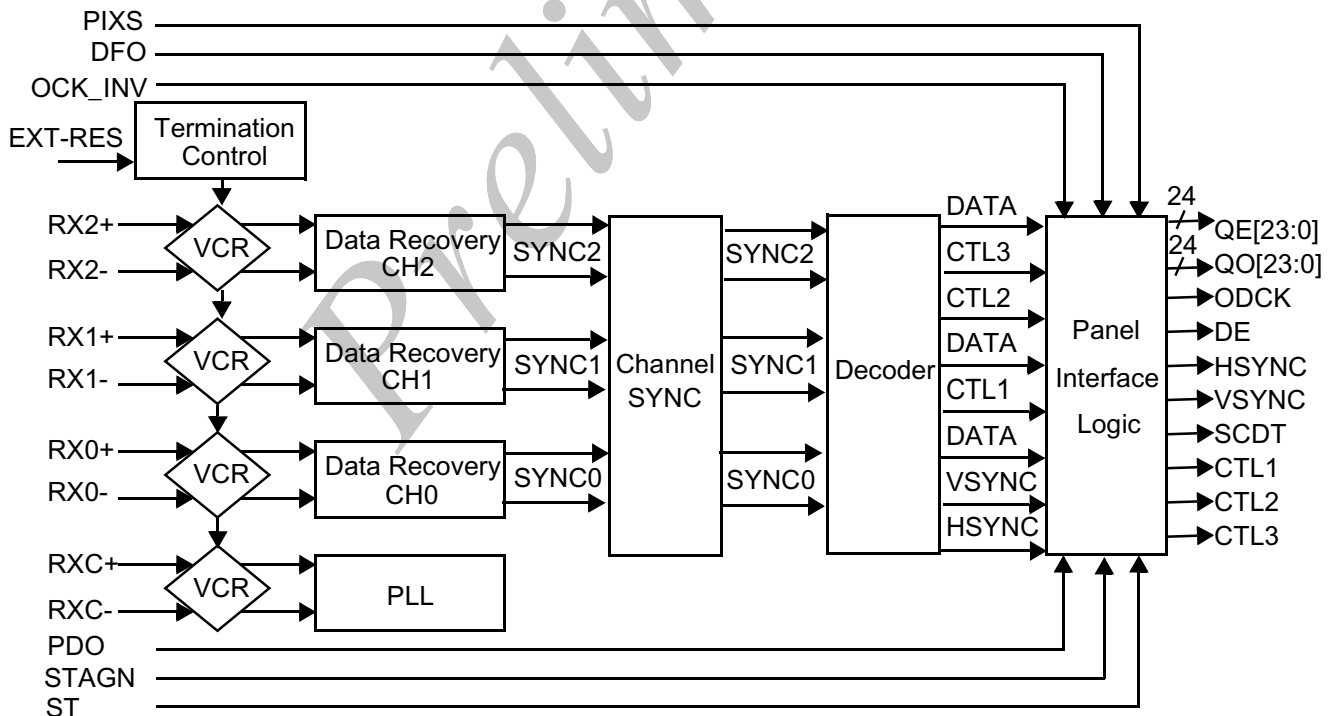 PIXS
DFO
OCK_INV
EXT-RES
Termination
Control
RX2+
RX2-
VCR
Data Recovery
CH2
SYNC2
RX1+
RX1-
VCR
Data Recovery
CH1
SYNC1
RX0+
RX0-
VCR
Data Recovery
CH0
SYNC0
RXC+
RXC-
VCR
PLL
Channel
SYNC
SYNC2
SYNC1
SYNC0
Decoder
DATA
CTL3
CTL2
DATA
CTL1
DATA
VSYNC
HSYNC
Panel
Interface
Logic
24
QE[23:0]
24
QO[23:0]
ODCK
DE
HSYNC
VSYNC
SCDT
CTL1
CTL2
CTL3
PDO
STAGN
ST
Prelim